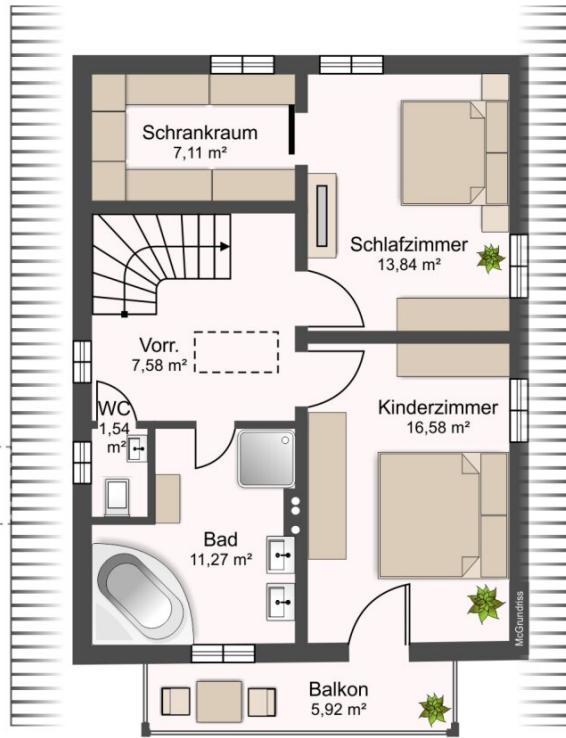 Schrankraum
7,11 m²
Schlafzimmer
13,84 m²
Vorr.
7,58 m²
WC
1,54
m²
Kinderzimmer
16,58 m²
Bad
11,27 m²
McGrundriss
Balkon
5,92 m²